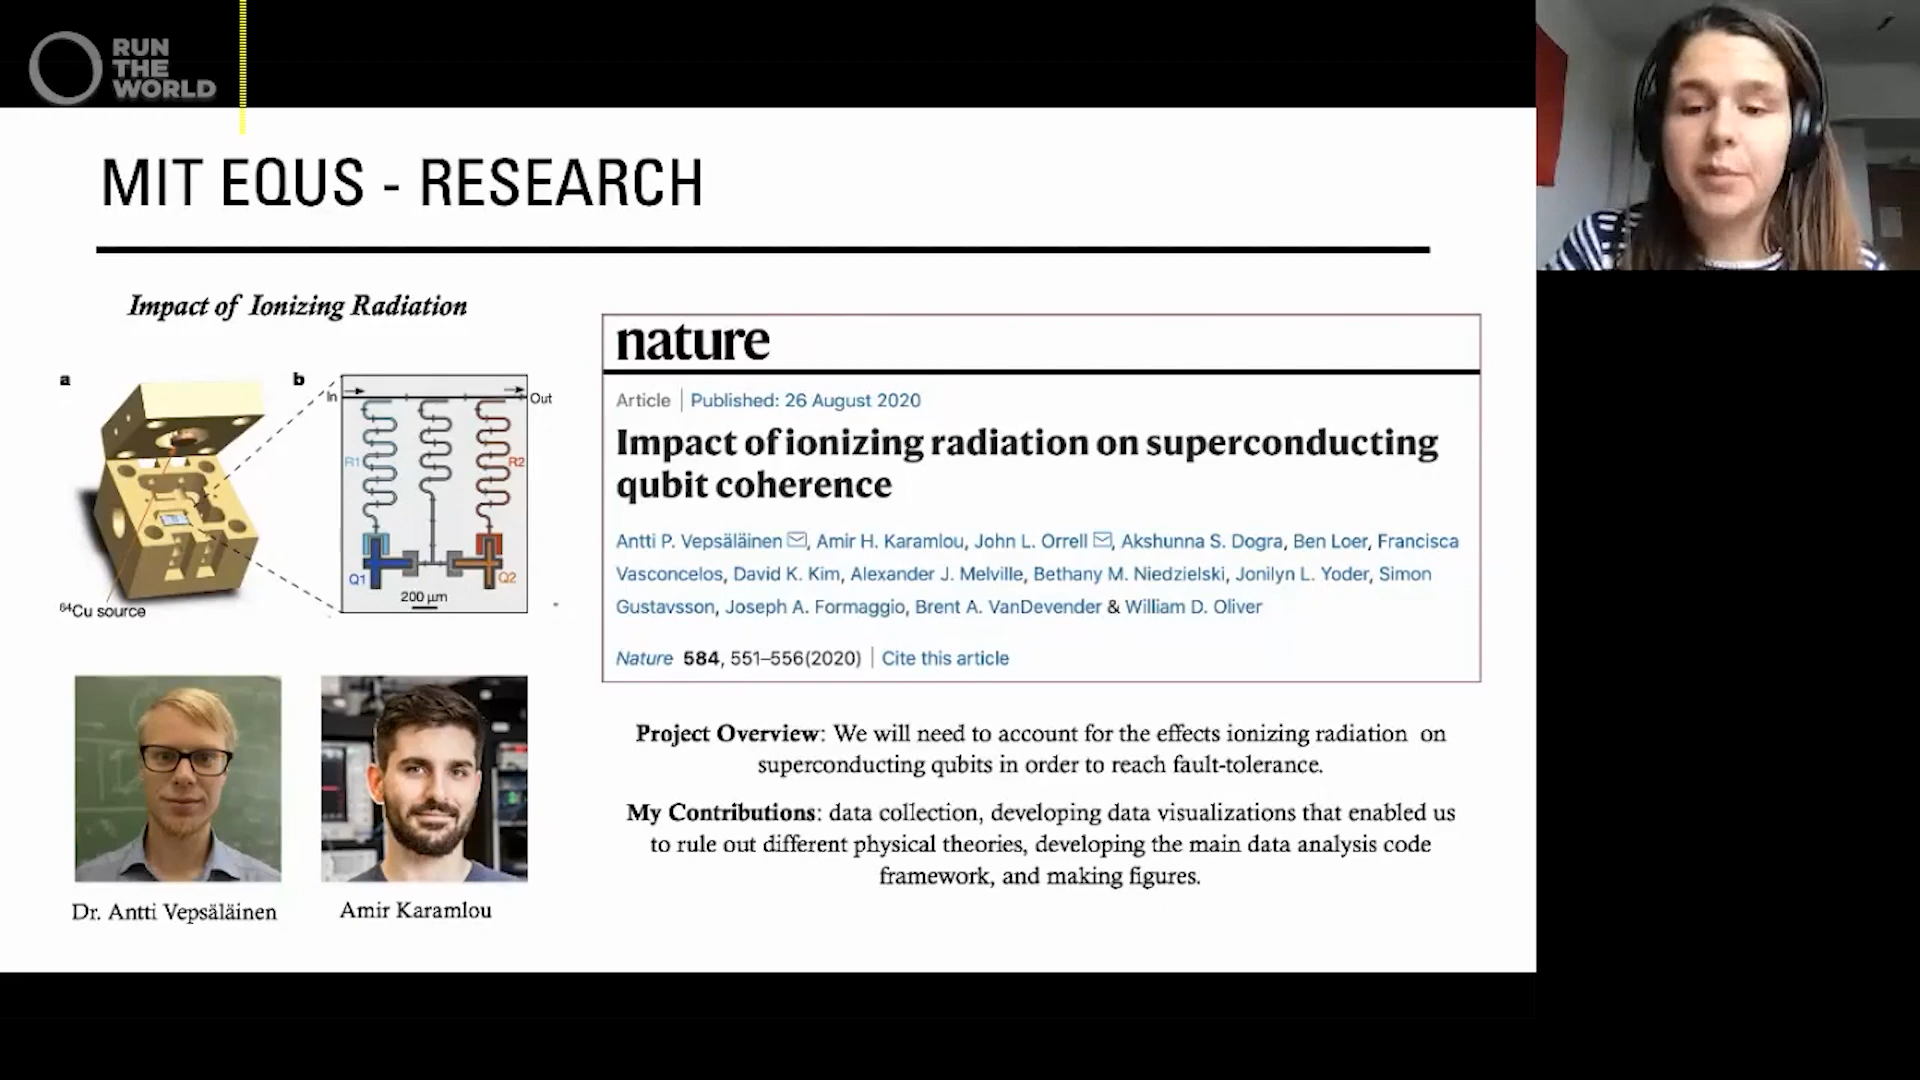 RUN
THE
WORLD
MIT EQUS - RESEARCH
Impact of Ionizing Radiation
a
b
In
Out
R1
R2
Q1
Q2
200 μm
⁶⁴Cu source
nature
Article | Published: 26 August 2020
Impact of ionizing radiation on superconducting
qubit coherence
Antti P. Vepsäläinen, Amir H. Karamlou, John L. Orrell, Akshunna S. Dogra, Ben Loer, Francisca
Vasconcelos, David K. Kim, Alexander J. Melville, Bethany M. Niedzielski, Jonilyn L. Yoder, Simon
Gustavsson, Joseph A. Formaggio, Brent A. VanDevender & William D. Oliver
Nature 584, 551–556(2020) | Cite this article
Project Overview: We will need to account for the effects ionizing radiation on
superconducting qubits in order to reach fault-tolerance.
My Contributions: data collection, developing data visualizations that enabled us
to rule out different physical theories, developing the main data analysis code
framework, and making figures.
Dr. Antti Vepsäläinen
Amir Karamlou